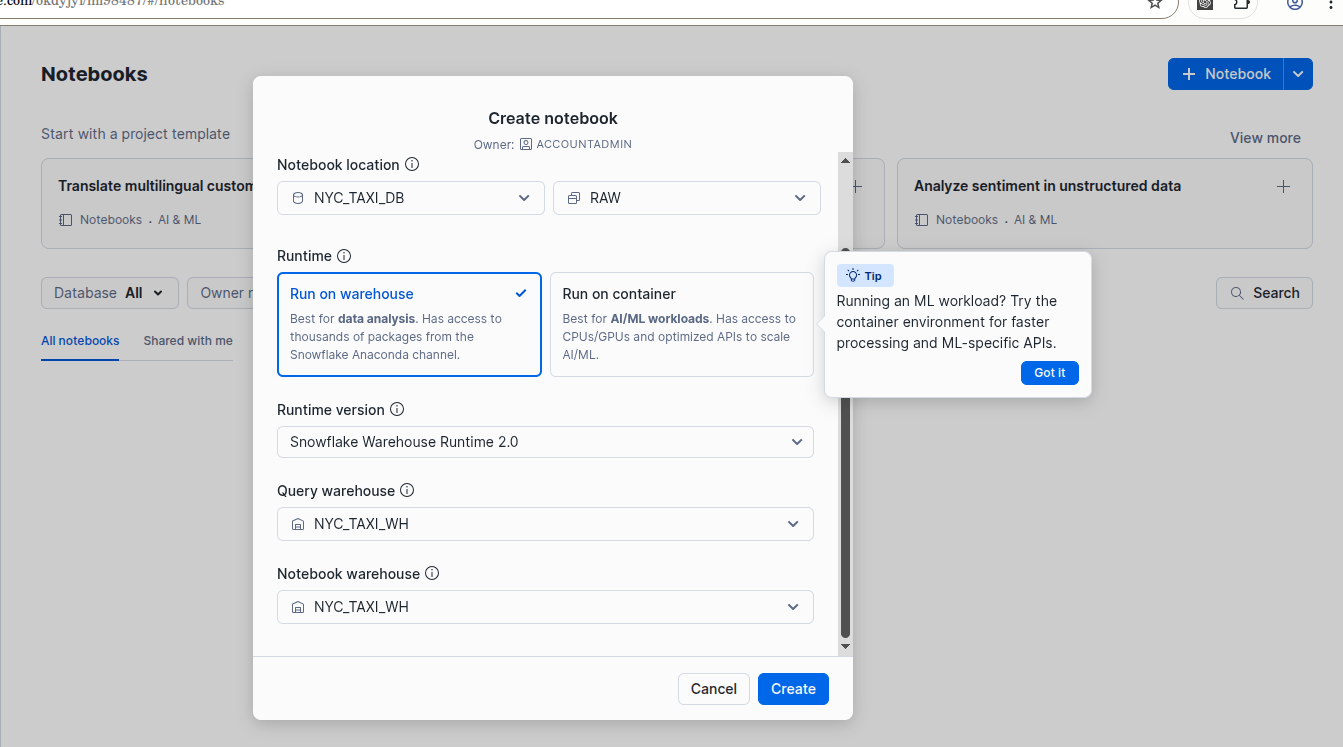 Notebooks
+ Notebook
Start with a project template
View more
Translate multilingual custom
Notebooks . AI & ML
Analyze sentiment in unstructured data
Notebooks . AI & ML
Database All
Owner
Search
All notebooks
Shared with me
Create notebook
Owner: ACCOUNTADMIN
Notebook location
NYC_TAXI_DB
RAW
Runtime
Run on warehouse
Best for data analysis. Has access to
thousands of packages from the
Snowflake Anaconda channel.
Run on container
Best for AI/ML workloads. Has access to
CPUs/GPUs and optimized APIs to scale
AI/ML.
Tip
Running an ML workload? Try the
container environment for faster
processing and ML-specific APIs.
Got it
Runtime version
Snowflake Warehouse Runtime 2.0
Query warehouse
NYC_TAXI_WH
Notebook warehouse
NYC_TAXI_WH
Cancel
Create